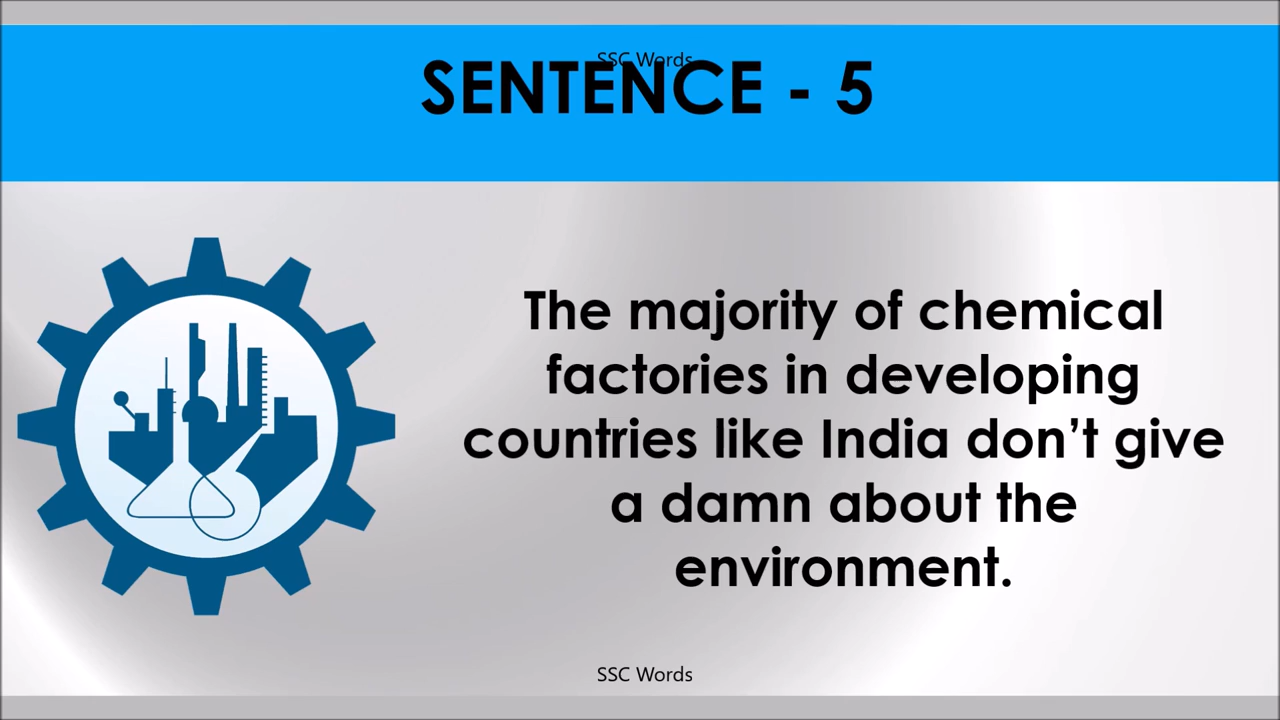 SSC Words
SENTENCE - 5
The majority of chemical
factories in developing
countries like India don’t give
a damn about the
environment.
SSC Words